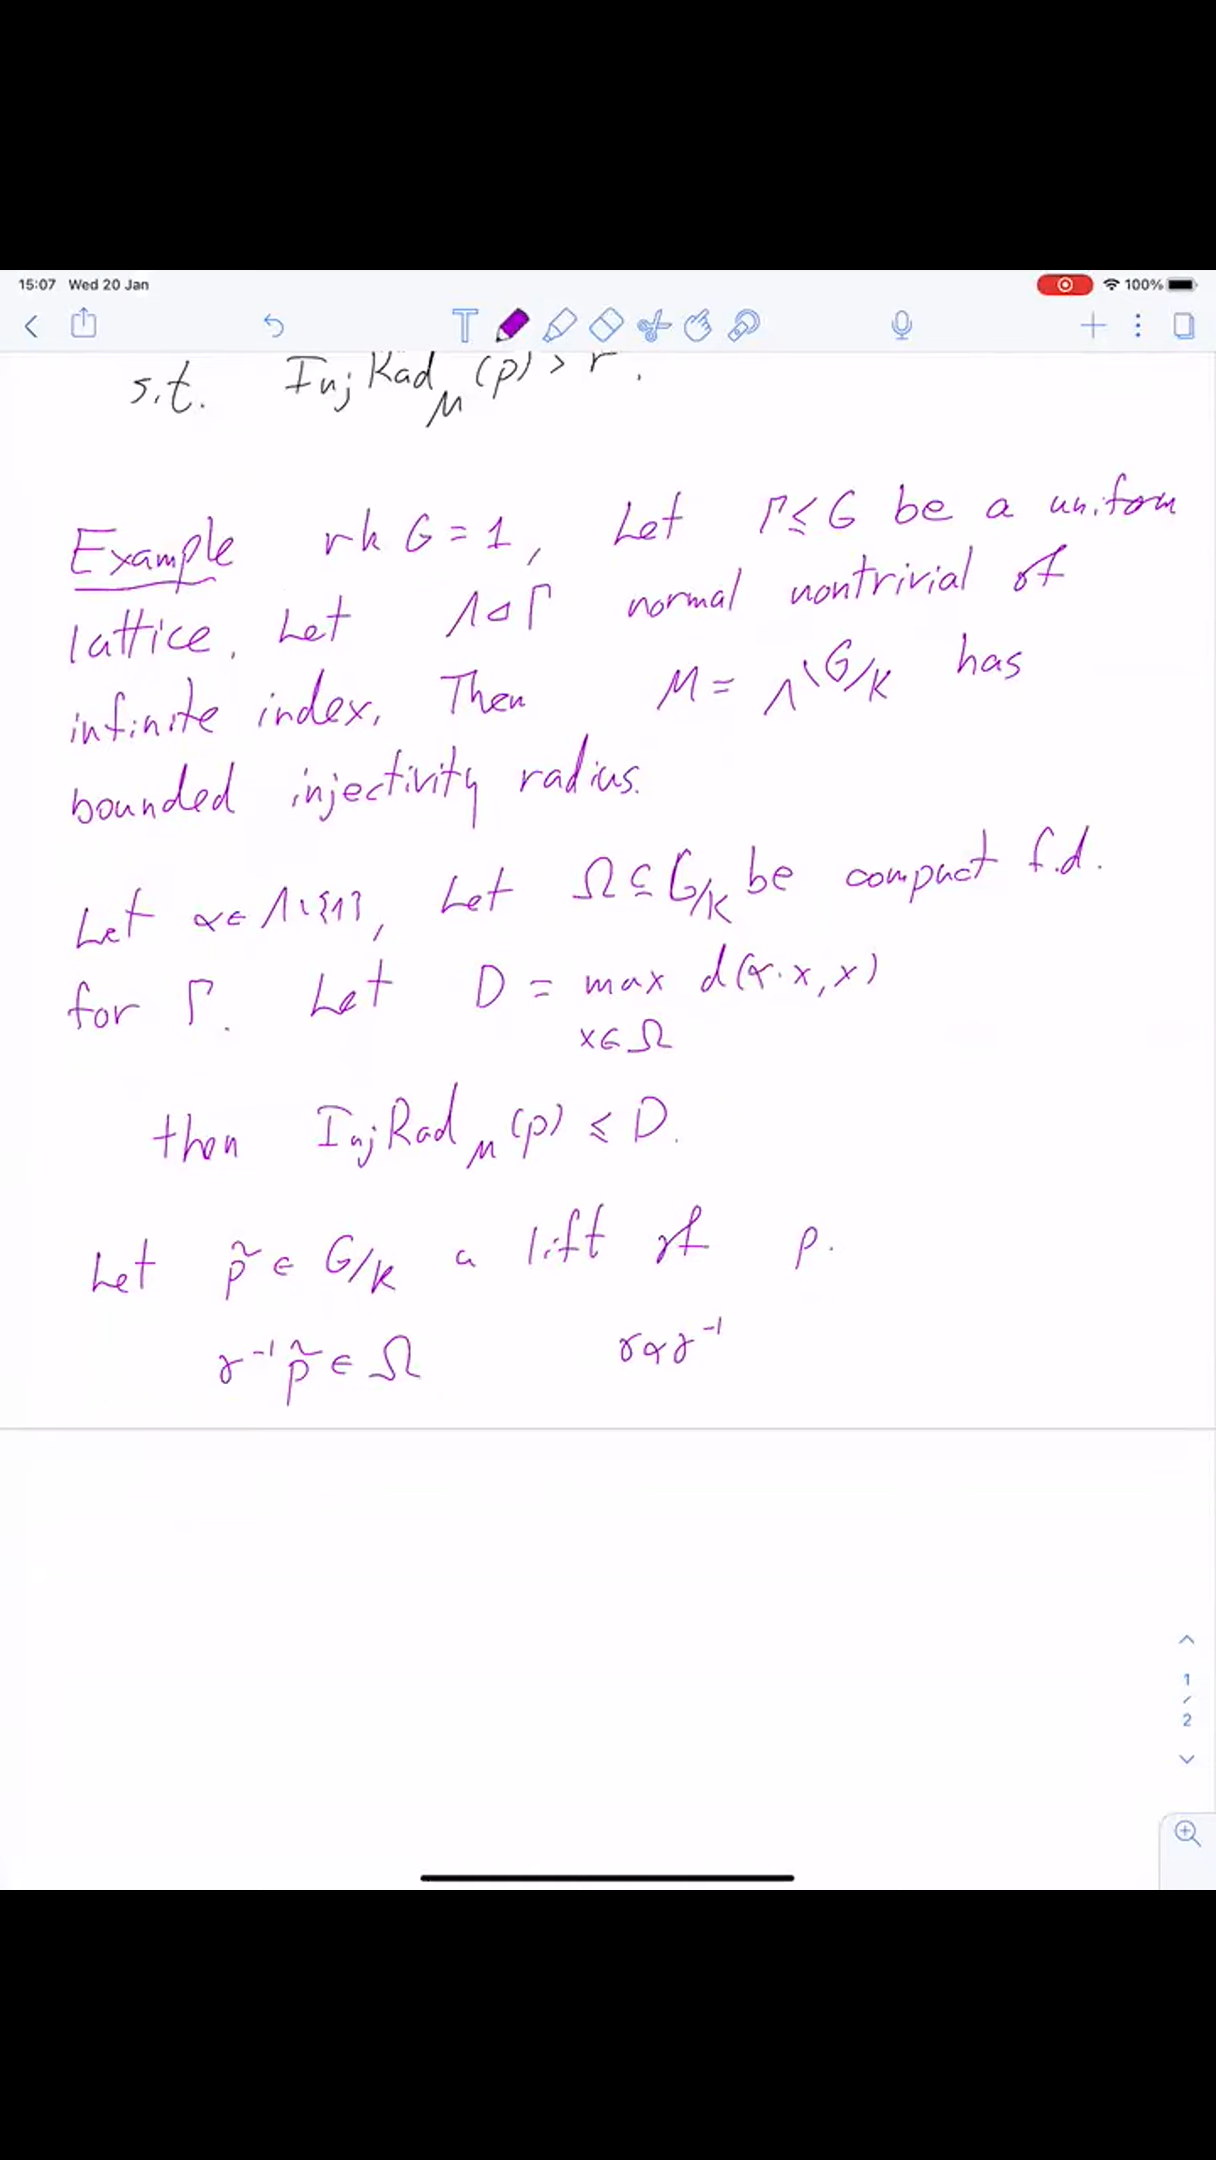 15:07 Wed 20 Jan 100%
T
s.t. InjRad_M (p) > r.
Example rk G = 1, Let Γ ≤ G be a uniform
lattice. Let Λ ◁ Γ normal nontrivial of
infinite index. Then M = Λ\G/K has
bounded injectivity radius.
Let α ∈ Λ∖{1}, Let Ω ⊆ G/K be compact f.d.
for Γ. Let D = max d(α·x, x)
x ∈ Ω
then InjRad_M (p) ≤ D.
Let p̃ ∈ G/K a lift of p.
γ⁻¹ p̃ ∈ Ω γαγ⁻¹
1
/
2